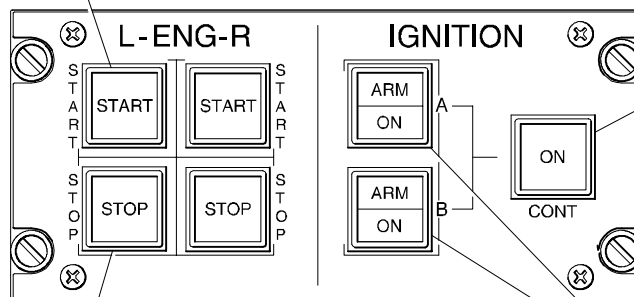 L-ENG-R
IGNITION
START
START
START
START
ARM
ON
A
ON
CONT
STOP
STOP
STOP
STOP
ARM
ON
B